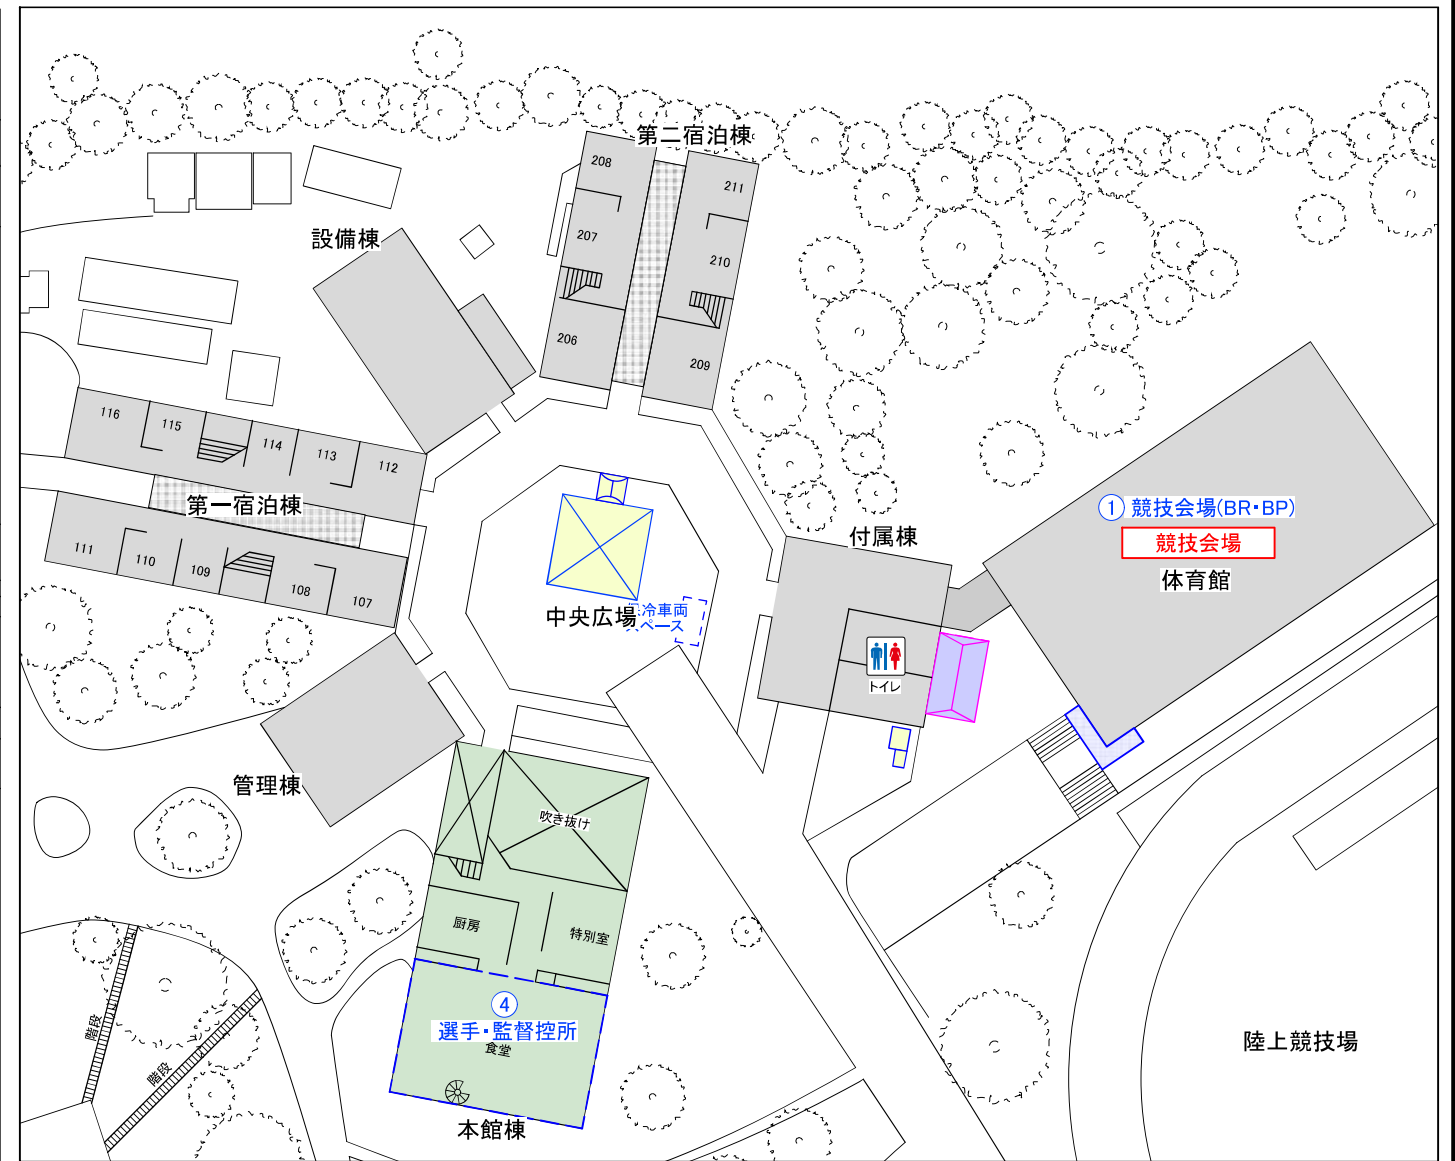 第二宿泊棟
208
211
207
210
206
209
設備棟
116
115
114
113
112
第一宿泊棟
111
110
109
108
107
① 競技会場(BR・BP)
競技会場
体育館
付属棟
トイレ
中央広場
冷車両
スペース
管理棟
吹き抜け
厨房
特別室
④
選手・監督控所
食堂
本館棟
階段
階段
陸上競技場